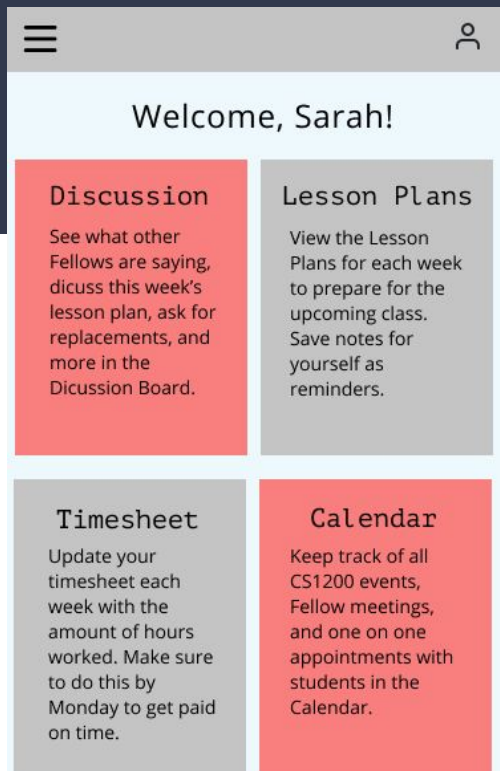 Welcome, Sarah!
Discussion
See what other
Fellows are saying,
dicuss this week's
lesson plan, ask for
replacements, and
more in the
Dicussion Board.
Lesson Plans
View the Lesson
Plans for each week
to prepare for the
upcoming class.
Save notes for
yourself as
reminders.
Timesheet
Update your
timesheet each
week with the
amount of hours
worked. Make sure
to do this by
Monday to get paid
on time.
Calendar
Keep track of all
CS1200 events,
Fellow meetings,
and one on one
appointments with
students in the
Calendar.